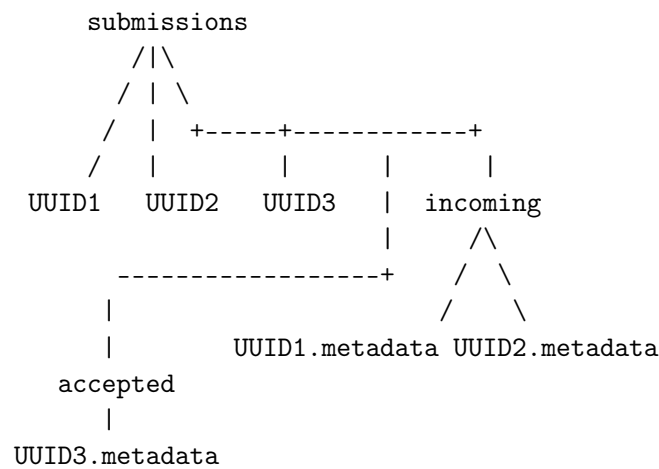 submissions
UUID1 UUID2 UUID3 incoming
UUID1.metadata UUID2.metadata
accepted
UUID3.metadata